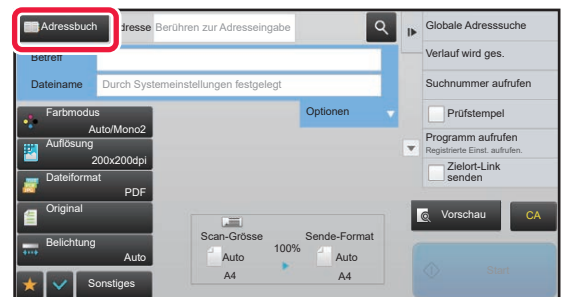 Adressbuch
dresse Berühren zur Adresseingabe
Betreff
Dateiname Durch Systemeinstellungen festgelegt
Optionen
Farbmodus
Auto/Mono2
Auflösung
200x200dpi
Dateiformat
PDF
Original
Belichtung
Auto
Sonstiges
Scan-Grösse
Auto
A4
100%
Sende-Format
Auto
A4
Globale Adresssuche
Verlauf wird ges.
Suchnummer aufrufen
Prüfstempel
Programm aufrufen
Registrierte Einst. aufrufen.
Zielort-Link
senden
Vorschau
CA
Start